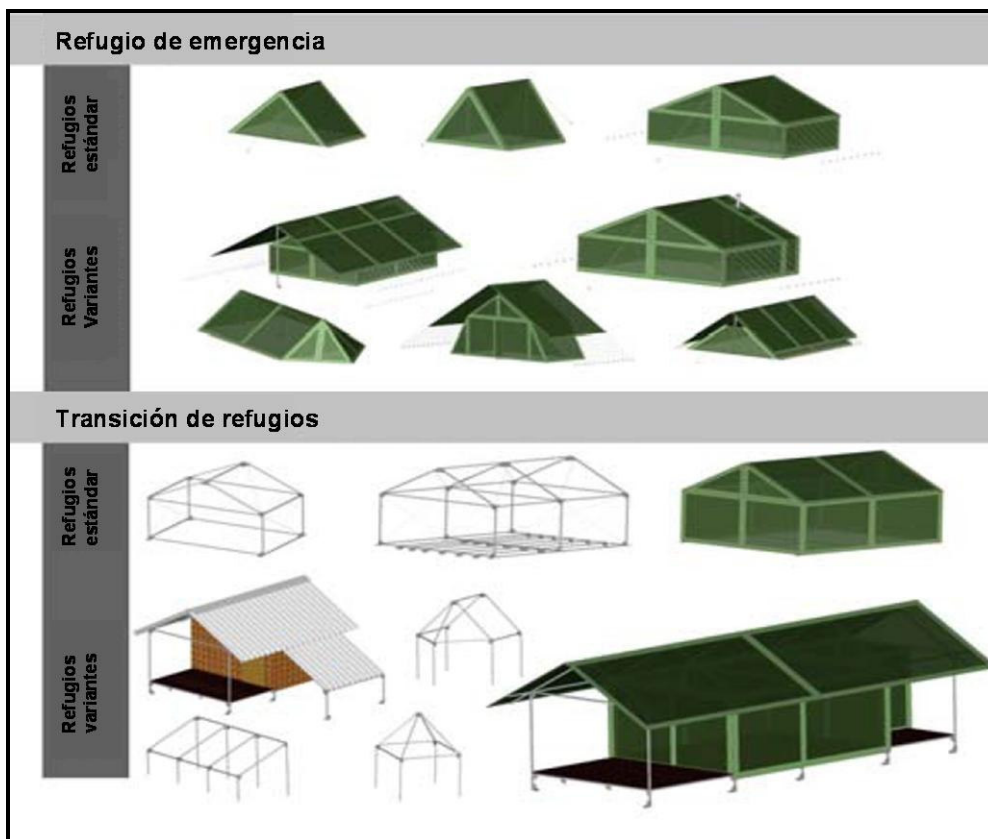 Refugio de emergencia
Refugios
estándar
Refugios
Variantes
Transición de refugios
Refugios
estándar
Refugios
variantes